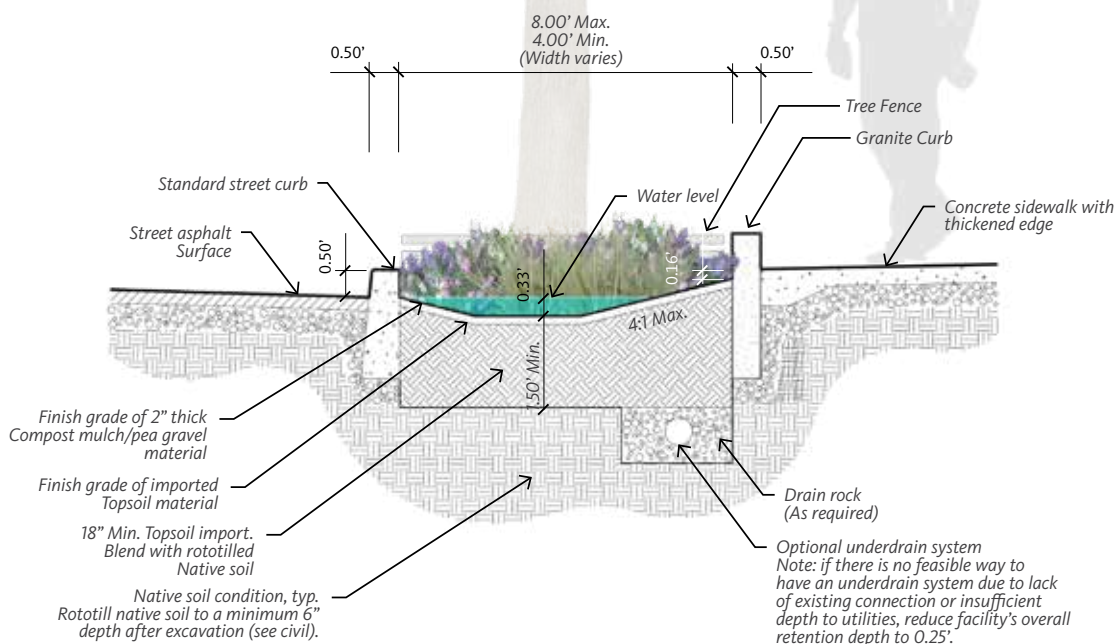 8.00’ Max.
4.00’ Min.
(Width varies)
0.50’
0.50’
Tree Fence
Granite Curb
Standard street curb
Water level
Concrete sidewalk with
thickened edge
Street asphalt
Surface
0.50’
0.33’
0.16’
4:1 Max.
1.50’ Min.
Finish grade of 2” thick
Compost mulch/pea gravel
material
Finish grade of imported
Topsoil material
18” Min. Topsoil import.
Blend with rototilled
Native soil
Native soil condition, typ.
Rototill native soil to a minimum 6”
depth after excavation (see civil).
Drain rock
(As required)
Optional underdrain system
Note: if there is no feasible way to
have an underdrain system due to lack
of existing connection or insufficient
depth to utilities, reduce facility’s overall
retention depth to 0.25’.